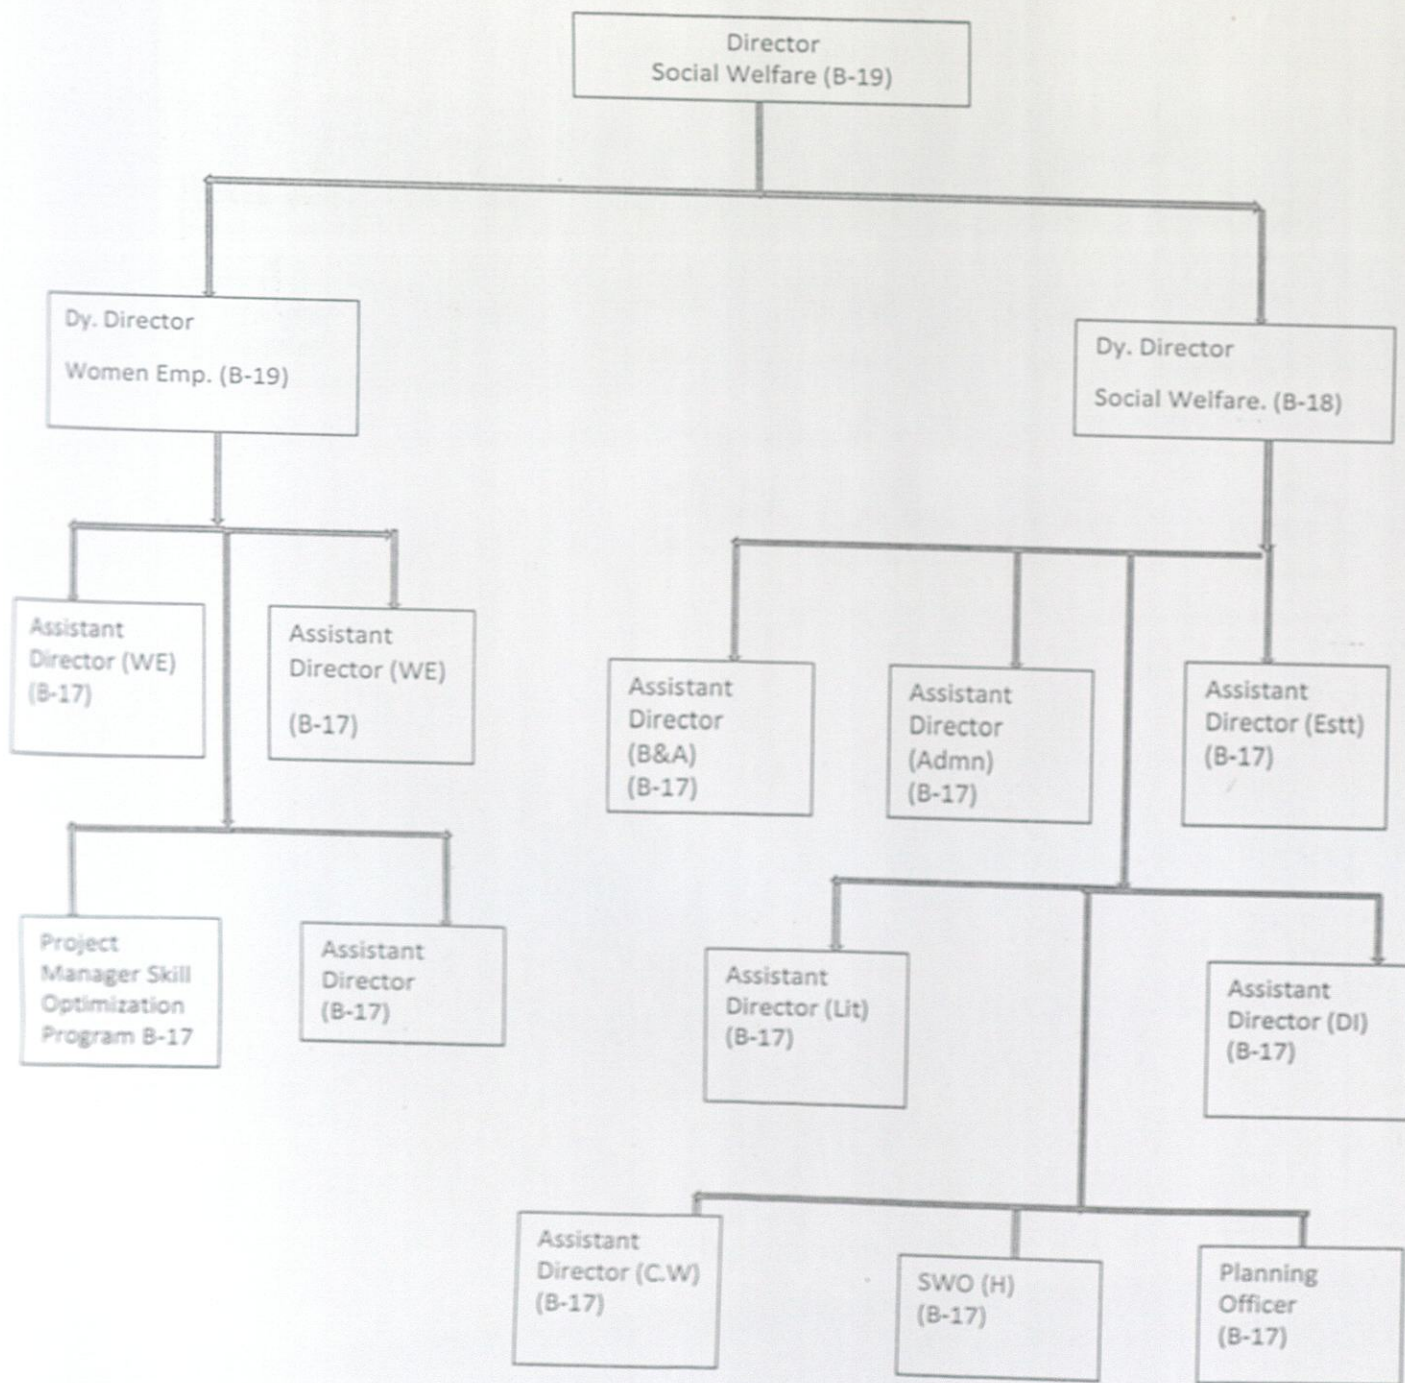 Director
Social Welfare (B-19)
Dy. Director
Women Emp. (B-19)
Dy. Director
Social Welfare. (B-18)
Assistant
Director (WE)
(B-17)
Assistant
Director (WE)
(B-17)
Assistant
Director
(B&A)
(B-17)
Assistant
Director
(Admn)
(B-17)
Assistant
Director (Estt)
(B-17)
Project
Manager Skill
Optimization
Program B-17
Assistant
Director
(B-17)
Assistant
Director (Lit)
(B-17)
Assistant
Director (DI)
(B-17)
Assistant
Director (C.W)
(B-17)
SWO (H)
(B-17)
Planning
Officer
(B-17)